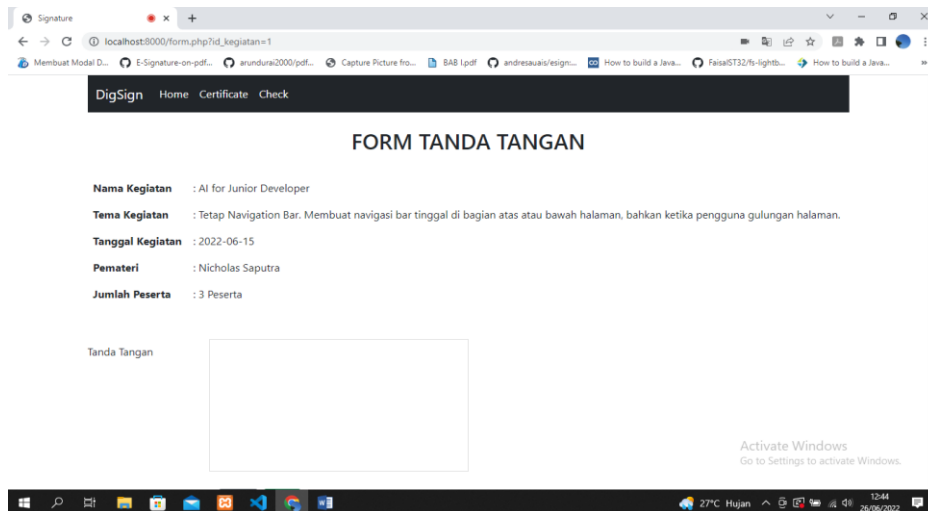 Signature
localhost:8000/form.php?id_kegiatan=1
Membuat Modal D... E-Signature-on-pdf... arundurai2000/pdf... Capture Picture fro... BAB I.pdf andresauais/esign:... How to build a Java... FaisalST32/fs-lightb... How to build a Java...
DigSign Home Certificate Check
FORM TANDA TANGAN
Nama Kegiatan : AI for Junior Developer
Tema Kegiatan : Tetap Navigation Bar. Membuat navigasi bar tinggal di bagian atas atau bawah halaman, bahkan ketika pengguna gulungan halaman.
Tanggal Kegiatan : 2022-06-15
Pemateri : Nicholas Saputra
Jumlah Peserta : 3 Peserta
Tanda Tangan
Activate Windows
Go to Settings to activate Windows.
27°C Hujan
12:44
26/06/2022